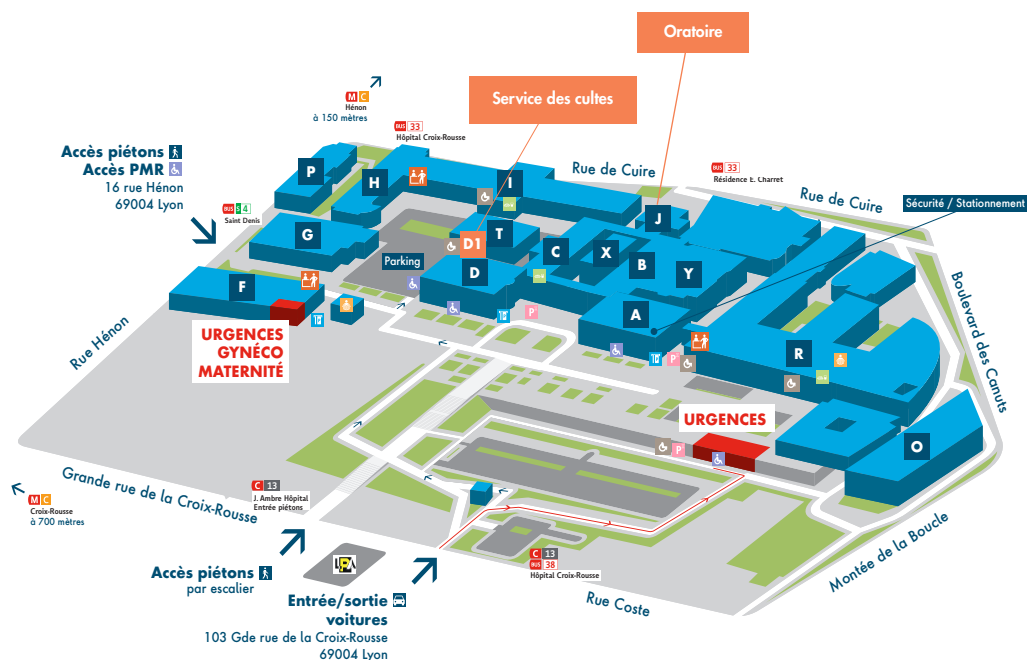 Oratoire
Service des cultes
M C
Hénon
à 150 mètres
BUS 33
Hôpital Croix-Rousse
Accès piétons
Accès PMR
16 rue Hénon
69004 Lyon
BUS S 4
Saint Denis
Rue de Cuire
BUS 33
Résidence E. Charret
Rue de Cuire
Sécurité / Stationnement
P
H
I
J
G
T
D1
C
X
B
Y
D
Parking
F
A
R
O
P
P
P
URGENCES
GYNÉCO
MATERNITÉ
URGENCES
Rue Hénon
Boulevard des Canuts
Grande rue de la Croix-Rousse
M C
Croix-Rousse
à 700 mètres
C 13
J. Ambre Hôpital
Entrée piétons
Accès piétons
par escalier
LPA
Entrée/sortie
voitures
103 Gde rue de la Croix-Rousse
69004 Lyon
C 13
BUS 38
Hôpital Croix-Rousse
Rue Coste
Montée de la Boucle